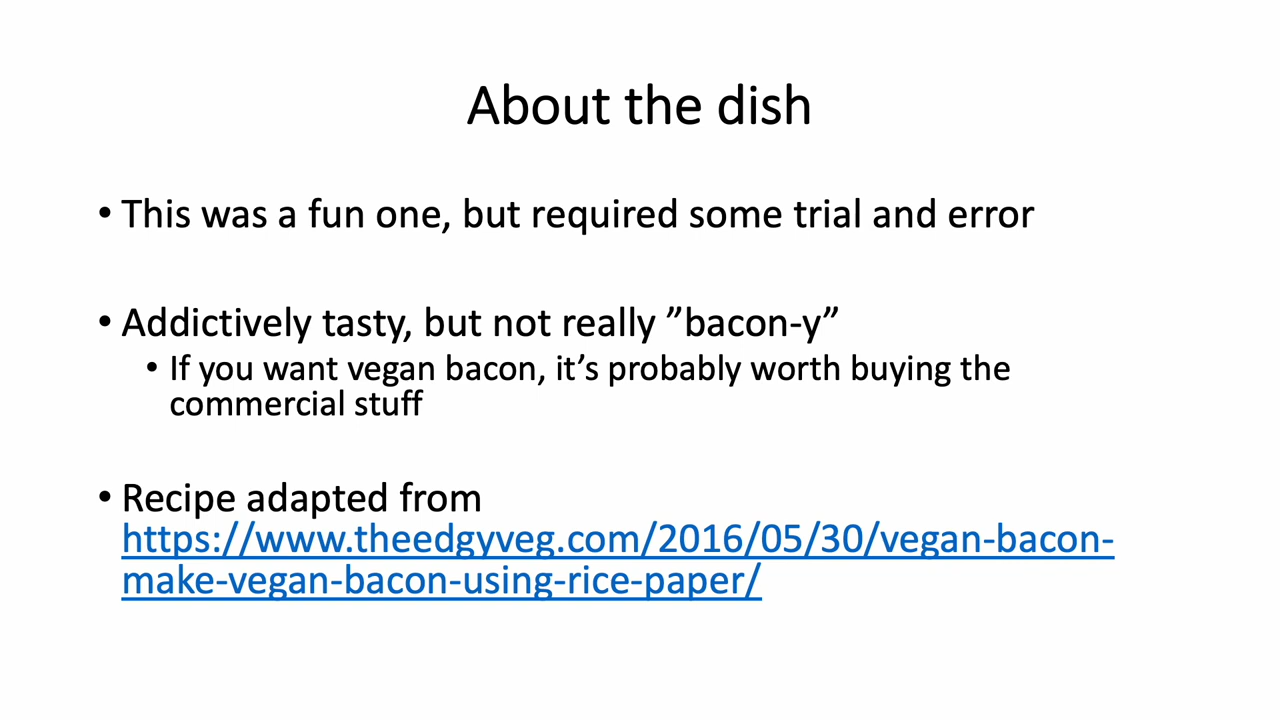 About the dish
• This was a fun one, but required some trial and error
• Addictively tasty, but not really ”bacon-y”
• If you want vegan bacon, it’s probably worth buying the
commercial stuff
• Recipe adapted from
https://www.theedgyveg.com/2016/05/30/vegan-bacon-
make-vegan-bacon-using-rice-paper/